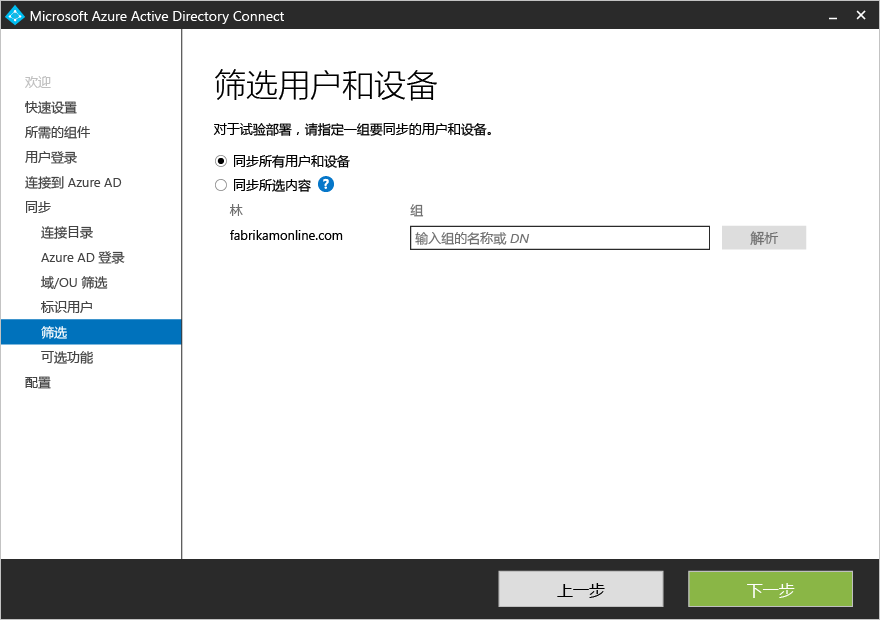 Microsoft Azure Active Directory Connect
欢迎
快速设置
所需的组件
用户登录
连接到 Azure AD
同步
连接目录
Azure AD 登录
域/OU 筛选
标识用户
筛选
可选功能
配置
筛选用户和设备
对于试验部署，请指定一组要同步的用户和设备。
同步所有用户和设备
同步所选内容 ?
林 组
fabrikamonline.com 输入组的名称或 DN 解析
上一步 下一步